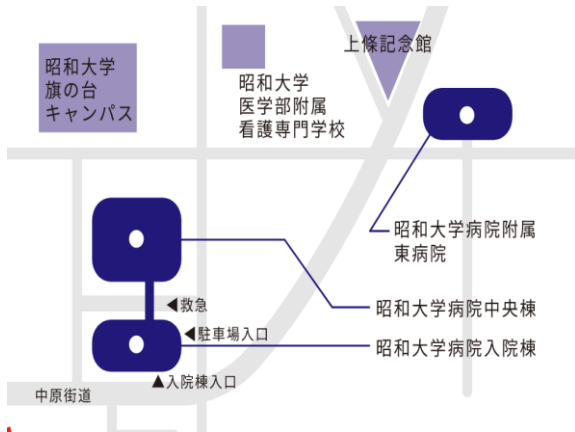 上條記念館
昭和大学
旗の台
キャンパス
昭和大学
医学部附属
看護専門学校
昭和大学病院附属
東病院
◀救急
昭和大学病院中央棟
◀駐車場入口
昭和大学病院入院棟
▲入院棟入口
中原街道